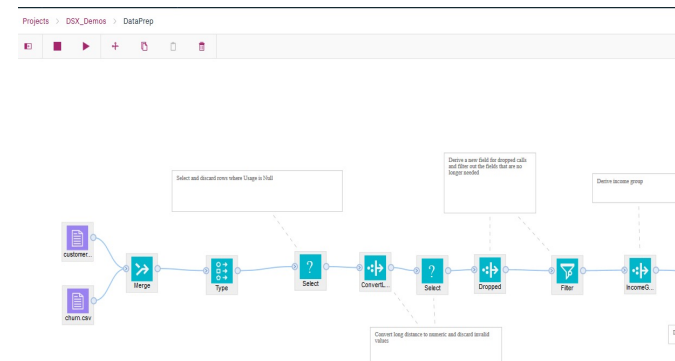 Projects > DSX_Demos > DataPrep
Derive a new field for dropped calls
and filter out the fields that are no
longer needed
Select and discard rows where Usage is Null
Derive income group
customer...
Merge
Type
Select
ConvertL...
Select
Dropped
Filter
IncomeG...
churn.csv
Convert long distance to numeric and discard invalid
values